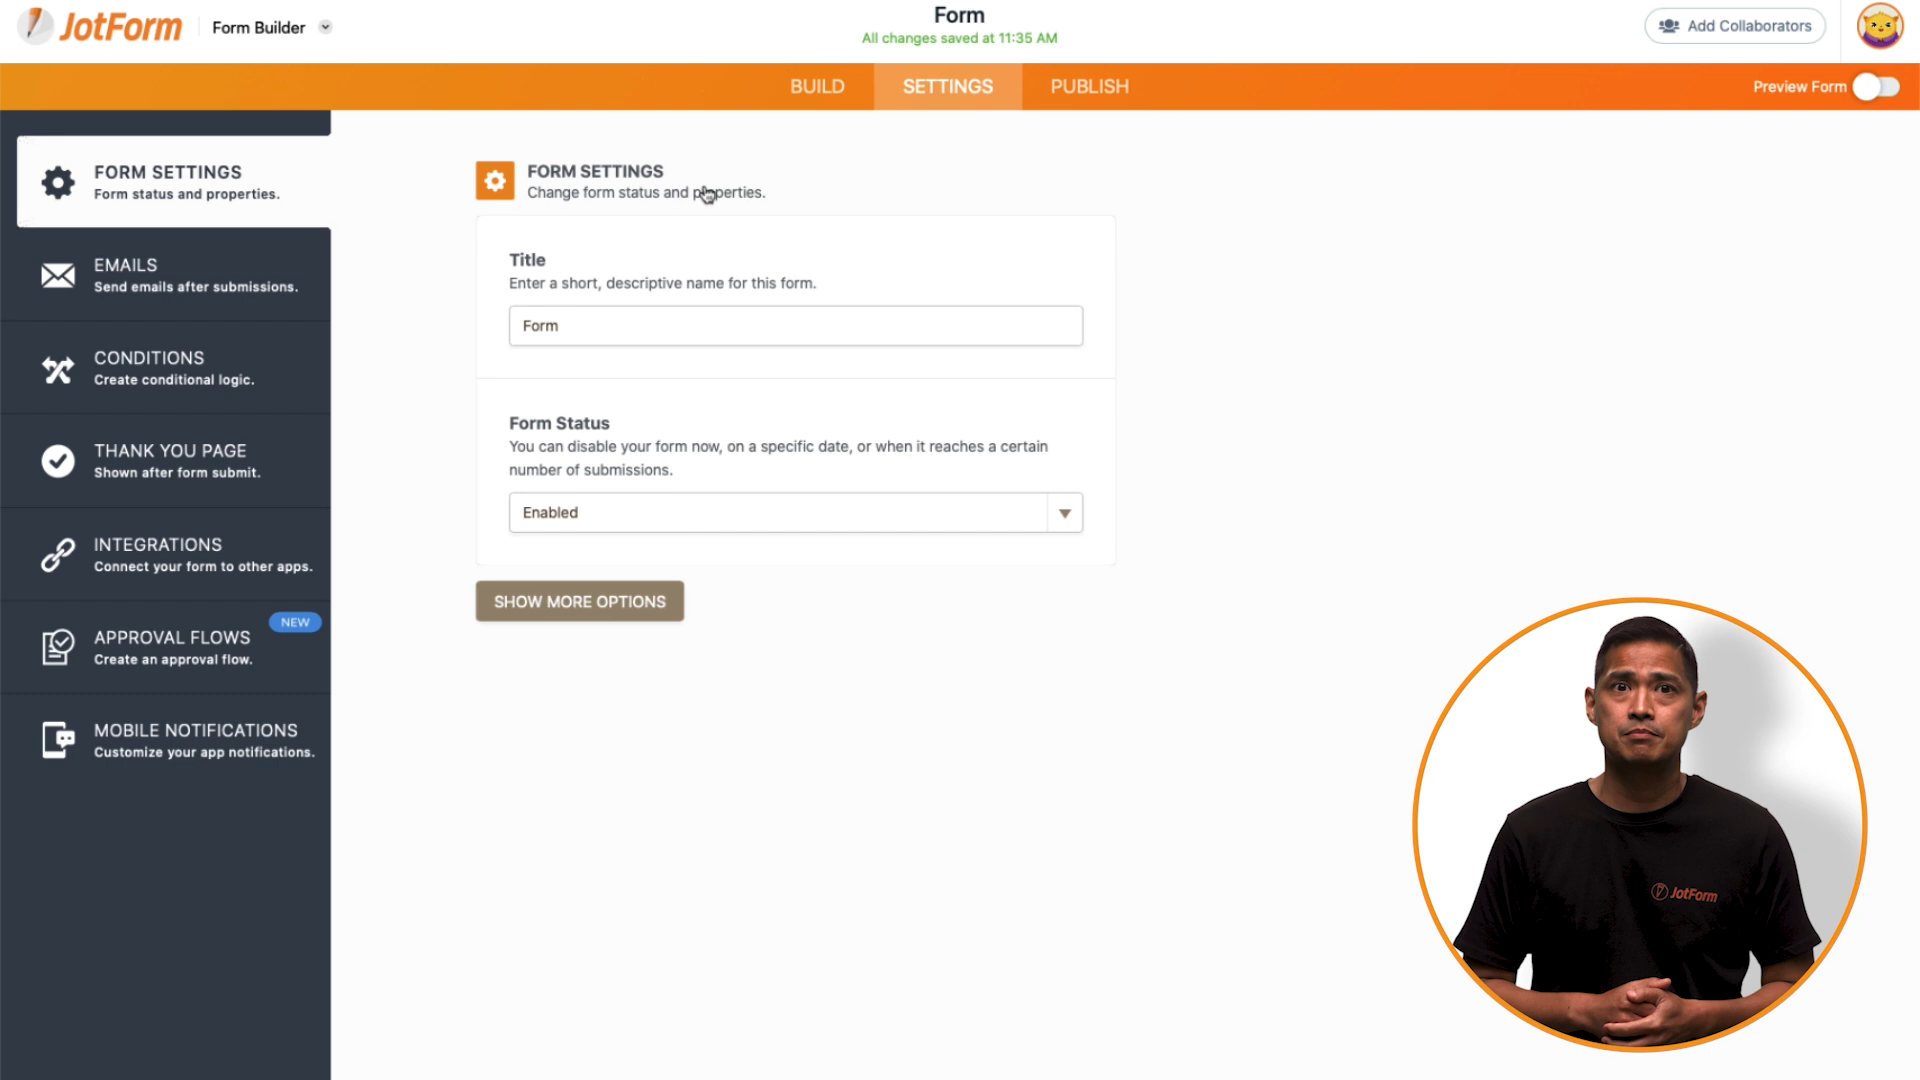 JotForm
Form Builder
Form
All changes saved at 11:35 AM
Add Collaborators
BUILD
SETTINGS
PUBLISH
Preview Form
FORM SETTINGS
Form status and properties.
EMAILS
Send emails after submissions.
CONDITIONS
Create conditional logic.
THANK YOU PAGE
Shown after form submit.
INTEGRATIONS
Connect your form to other apps.
NEW
APPROVAL FLOWS
Create an approval flow.
MOBILE NOTIFICATIONS
Customize your app notifications.
FORM SETTINGS
Change form status and properties.
Title
Enter a short, descriptive name for this form.
Form
Form Status
You can disable your form now, on a specific date, or when it reaches a certain
number of submissions.
Enabled
SHOW MORE OPTIONS
JotForm